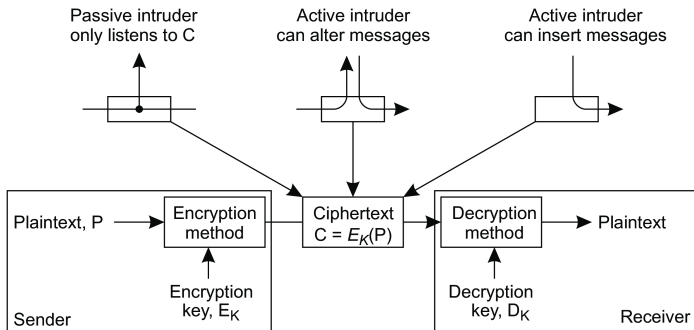 Passive intruder
only listens to C
Active intruder
can alter messages
Active intruder
can insert messages
Plaintext, P
Encryption
method
Ciphertext
C = E_K(P)
Decryption
method
Plaintext
Encryption
key, E_K
Decryption
key, D_K
Sender
Receiver